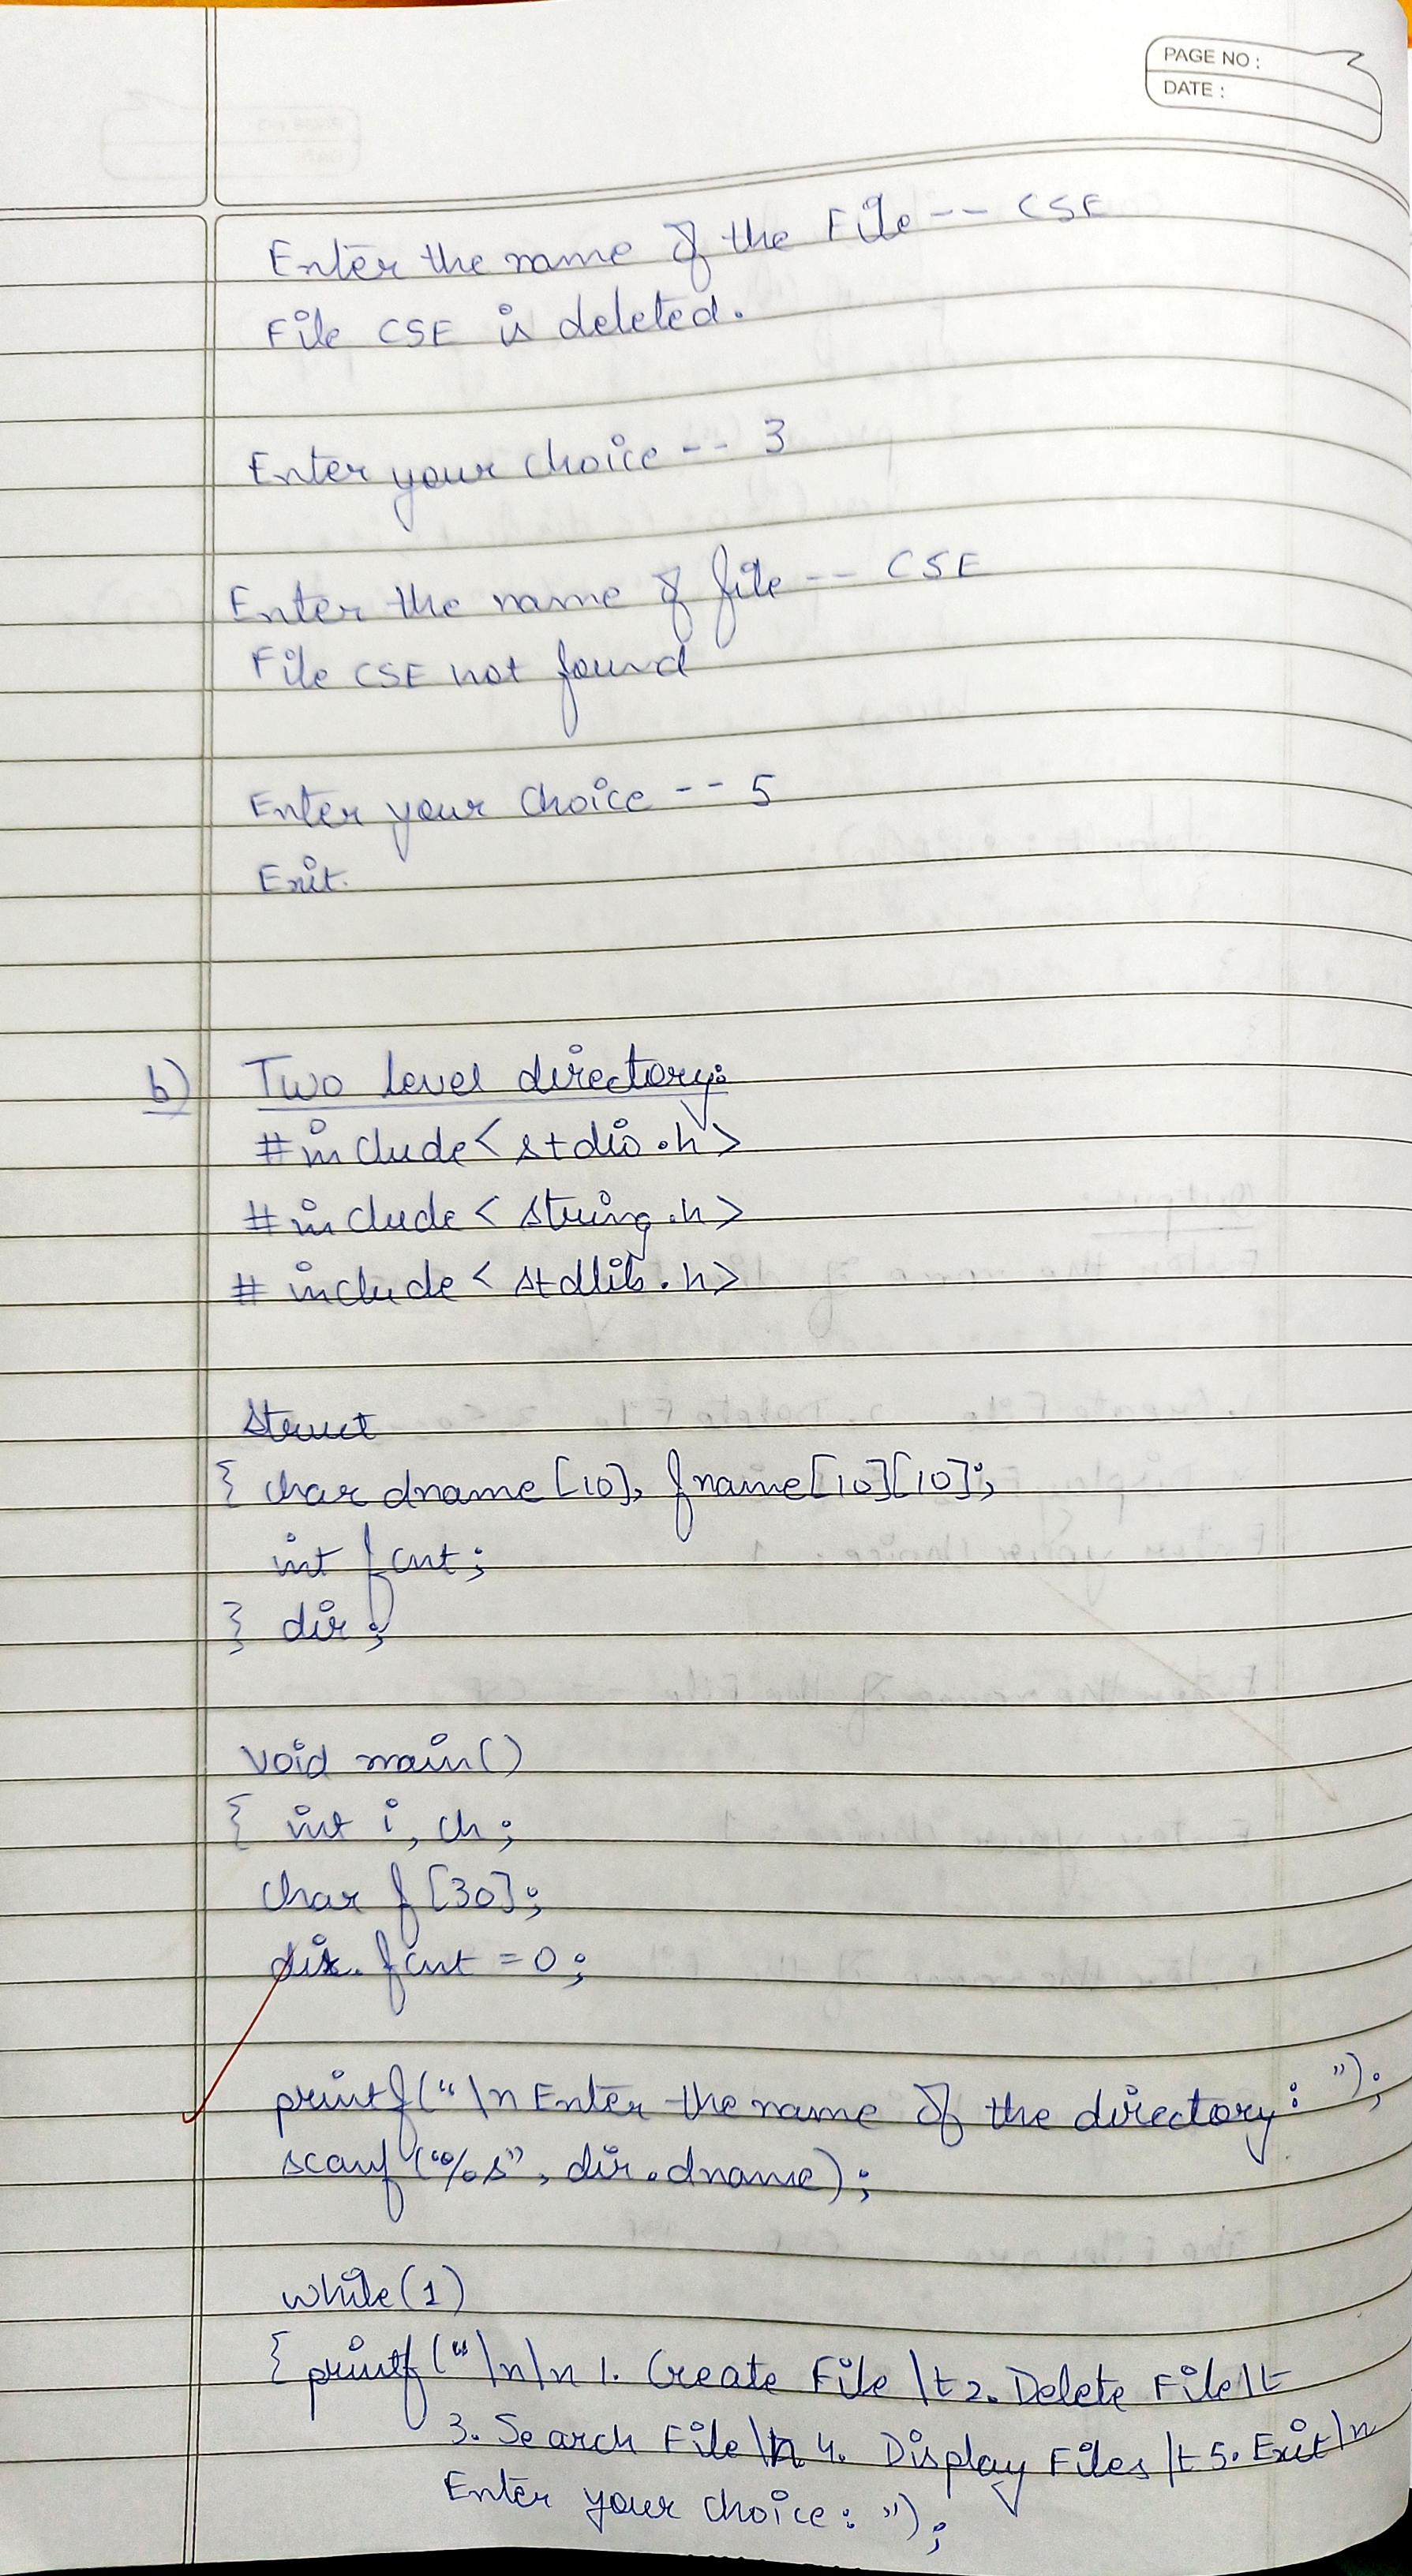 PAGE NO :
DATE :
Enter the name of the File -- CSE
File CSE is deleted.
Enter your choice -- 3
Enter the name of file -- CSE
File CSE not found
Enter your choice -- 5
Exit.
b) Two level directory:
#include<stdio.h>
#include<string.h>
# include<stdlib.h>
struct
{ char dname[10], fname[10][10];
int fcnt;
} dir;
void main()
{ int i, ch;
char f[30];
dir.fcnt = 0;
printf("\n Enter the name of the directory: ");
scanf("%s", dir.dname);
while(1)
{ printf("\n\n 1. Create File \t 2. Delete File \t
3. Search File \n 4. Display Files \t 5. Exit \n
Enter your choice: ");